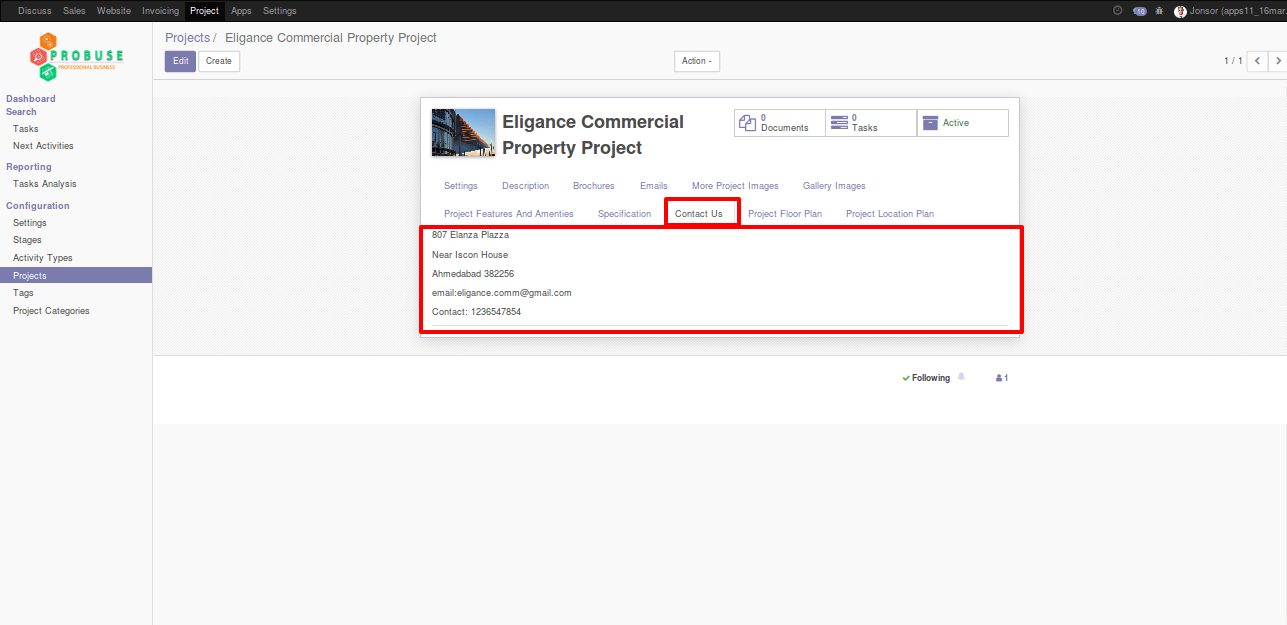 Discuss Sales Website Invoicing Project Apps Settings 10 Jonsor (apps11_16mar.
PROBUSE
PROFESSIONAL BUSINESS
Projects / Eligance Commercial Property Project
Edit Create Action 1 / 1
Dashboard
Search
Tasks
Next Activities
Reporting
Tasks Analysis
Configuration
Settings
Stages
Activity Types
Projects
Tags
Project Categories
Eligance Commercial
Property Project
0
Documents
0
Tasks
Active
Settings Description Brochures Emails More Project Images Gallery Images
Project Features And Amenties Specification Contact Us Project Floor Plan Project Location Plan
807 Elanza Plazza
Near Iscon House
Ahmedabad 382256
email:eligance.comm@gmail.com
Contact: 1236547854
Following 1